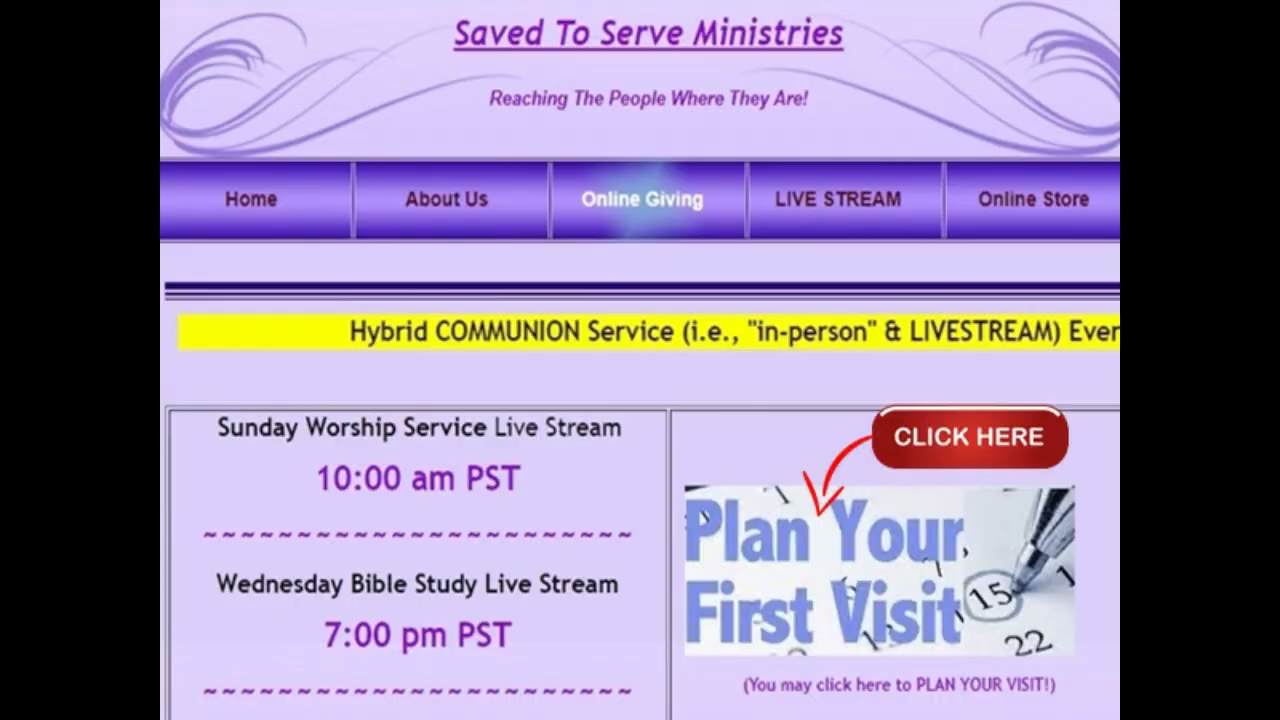 Saved To Serve Ministries
Reaching The People Where They Are!
Home
About Us
Online Giving
LIVE STREAM
Online Store
Hybrid COMMUNION Service (i.e., "in-person" & LIVESTREAM) Ever
Sunday Worship Service Live Stream
10:00 am PST
~~~~~~~~~~~~~~~~~~~~~~~
Wednesday Bible Study Live Stream
7:00 pm PST
~~~~~~~~~~~~~~~~~~~~~~~
CLICK HERE
Plan Your
First Visit
15
22
(You may click here to PLAN YOUR VISIT!)